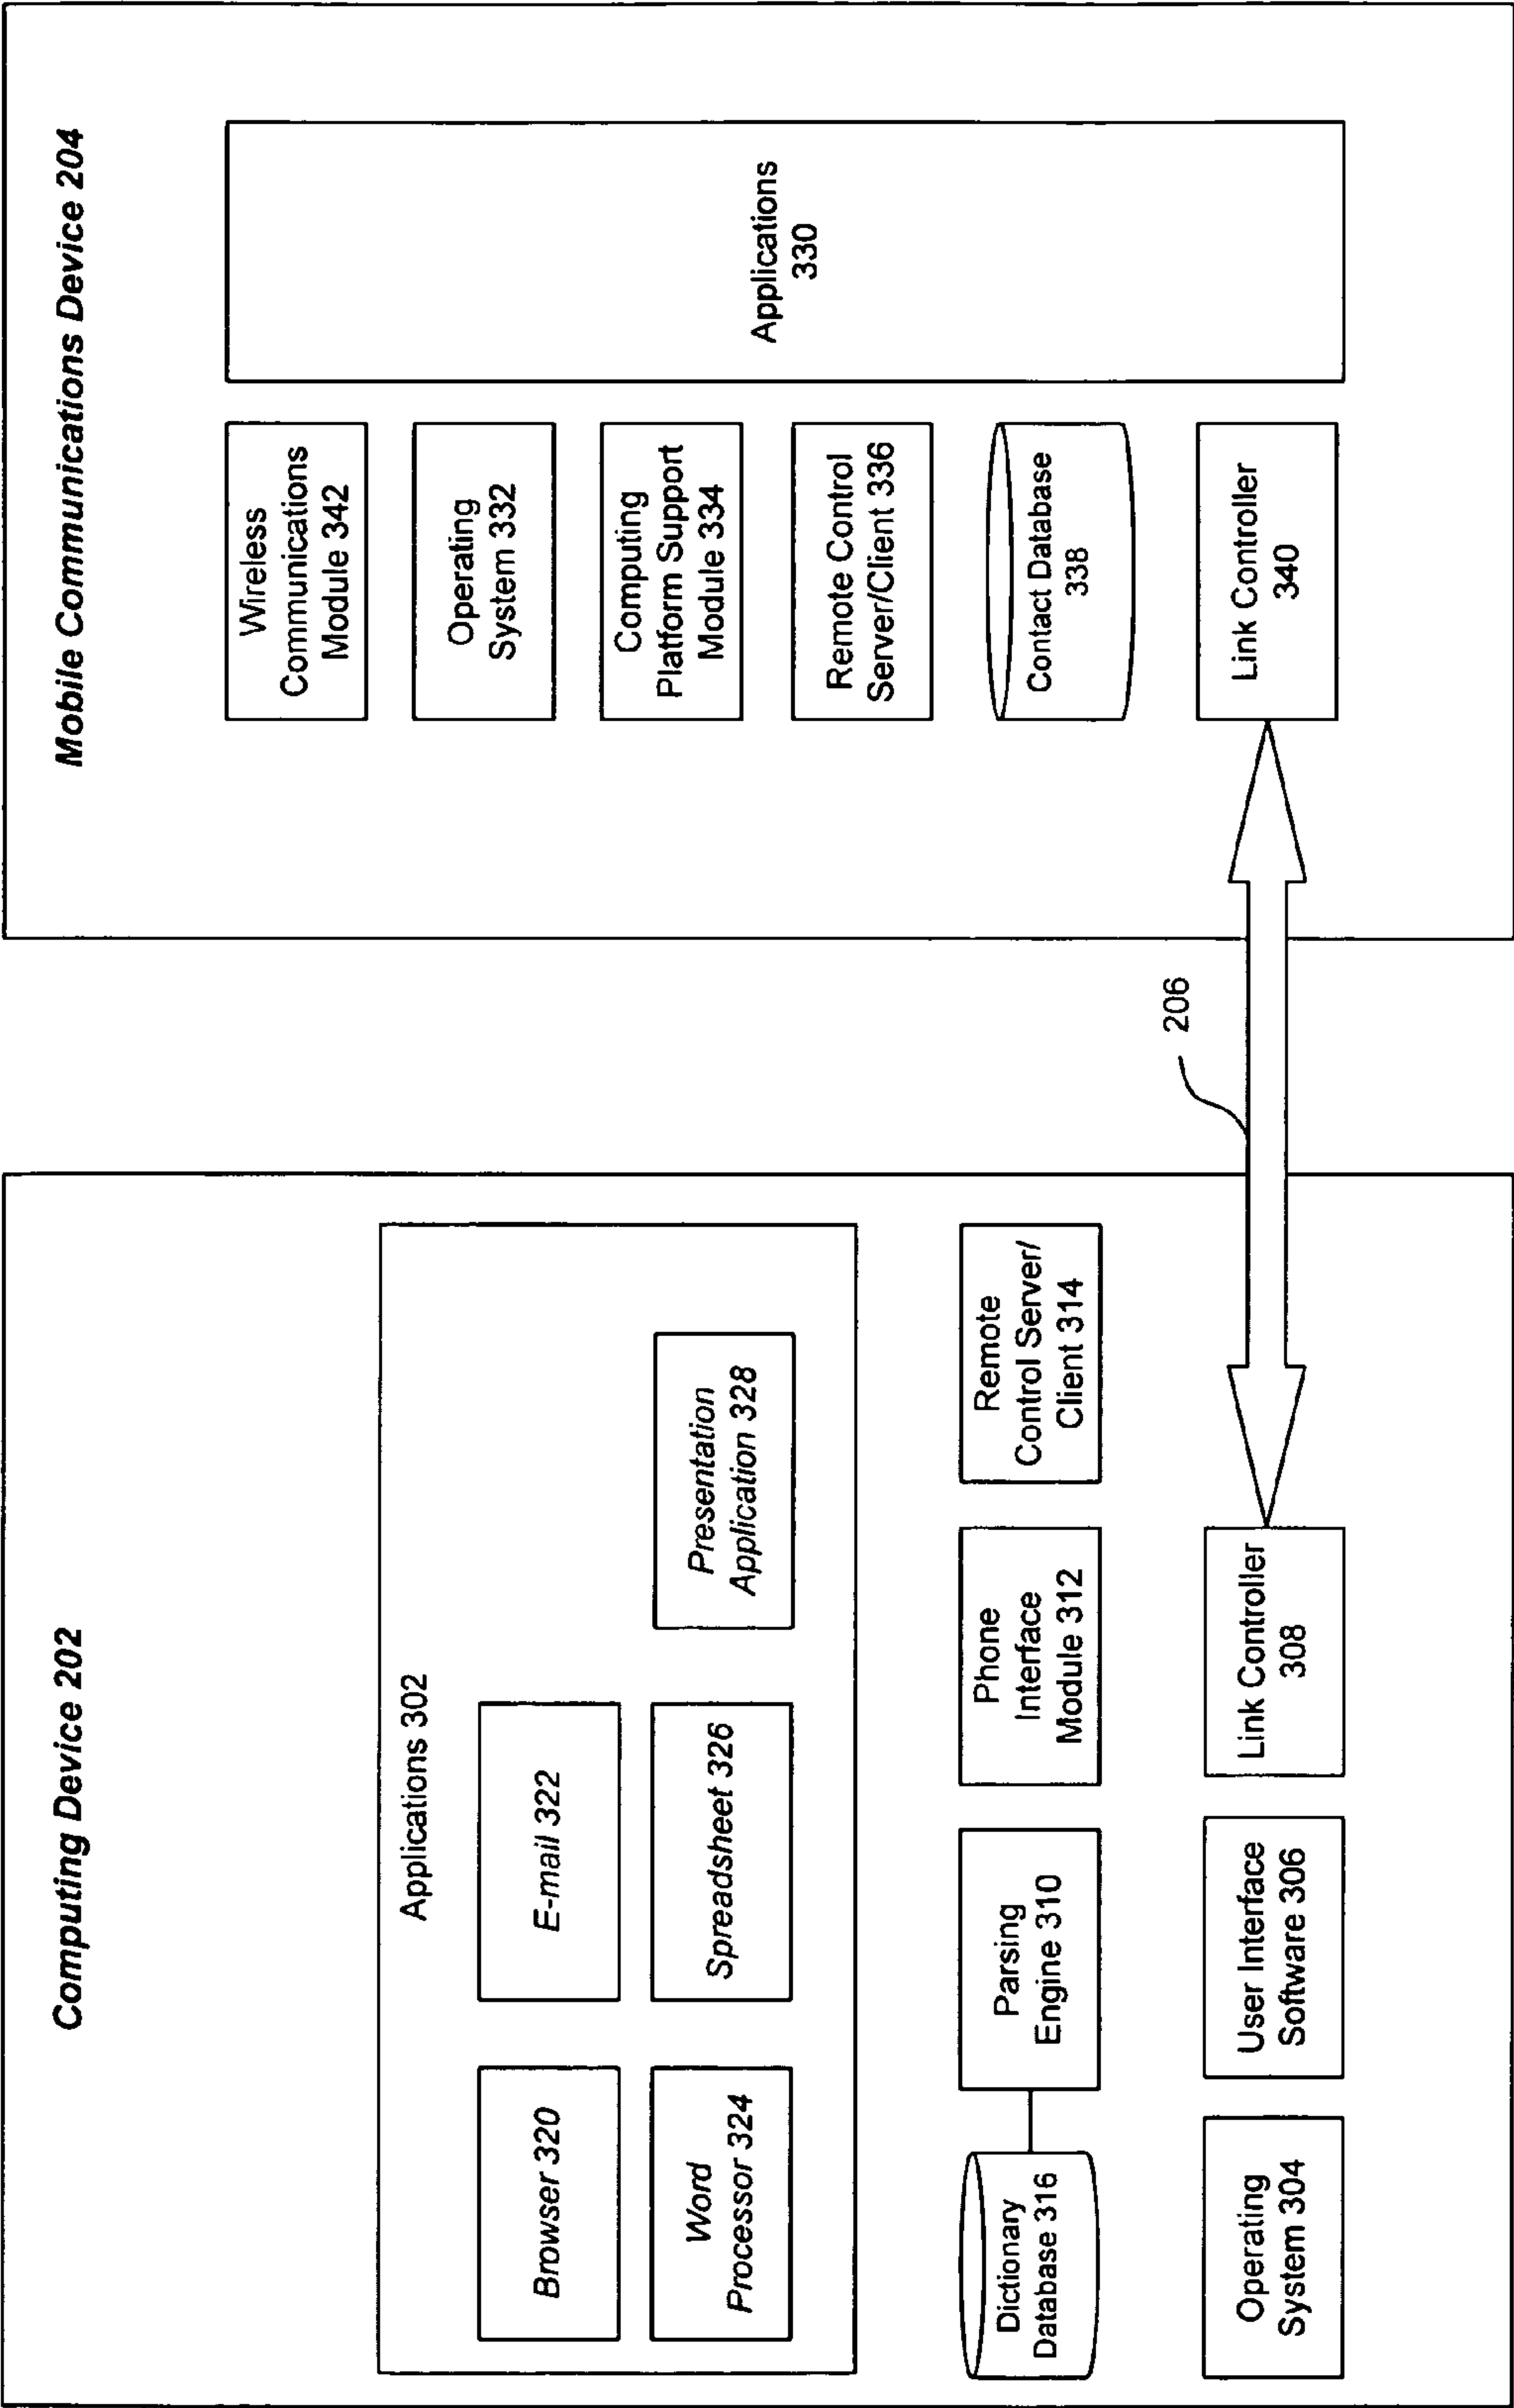 Computing Device 202
Applications 302
Browser 320
E-mail 322
Word
Processor 324
Spreadsheet 326
Presentation
Application 328
Dictionary
Database 316
Parsing
Engine 310
Phone
Interface
Module 312
Remote
Control Server/
Client 314
Operating
System 304
User Interface
Software 306
Link Controller
308
206
Mobile Communications Device 204
Wireless
Communications
Module 342
Operating
System 332
Computing
Platform Support
Module 334
Remote Control
Server/Client 336
Contact Database
338
Link Controller
340
Applications
330